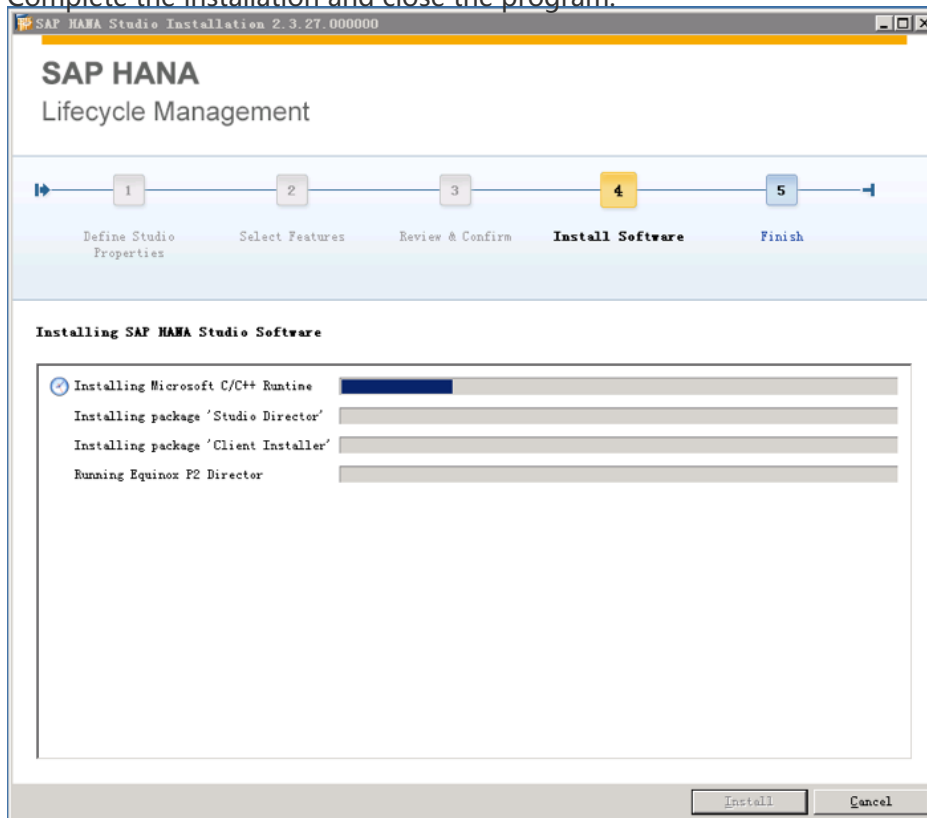 Complete the installation and close the program.
SAP HANA Studio Installation 2.3.27.000000
SAP HANA
Lifecycle Management
1 2 3 4 5
Define Studio Select Features Review & Confirm Install Software Finish
Properties
Installing SAP HANA Studio Software
Installing Microsoft C/C++ Runtine
Installing package 'Studio Director'
Installing package 'Client Installer'
Running Equinox P2 Director
Install Cancel